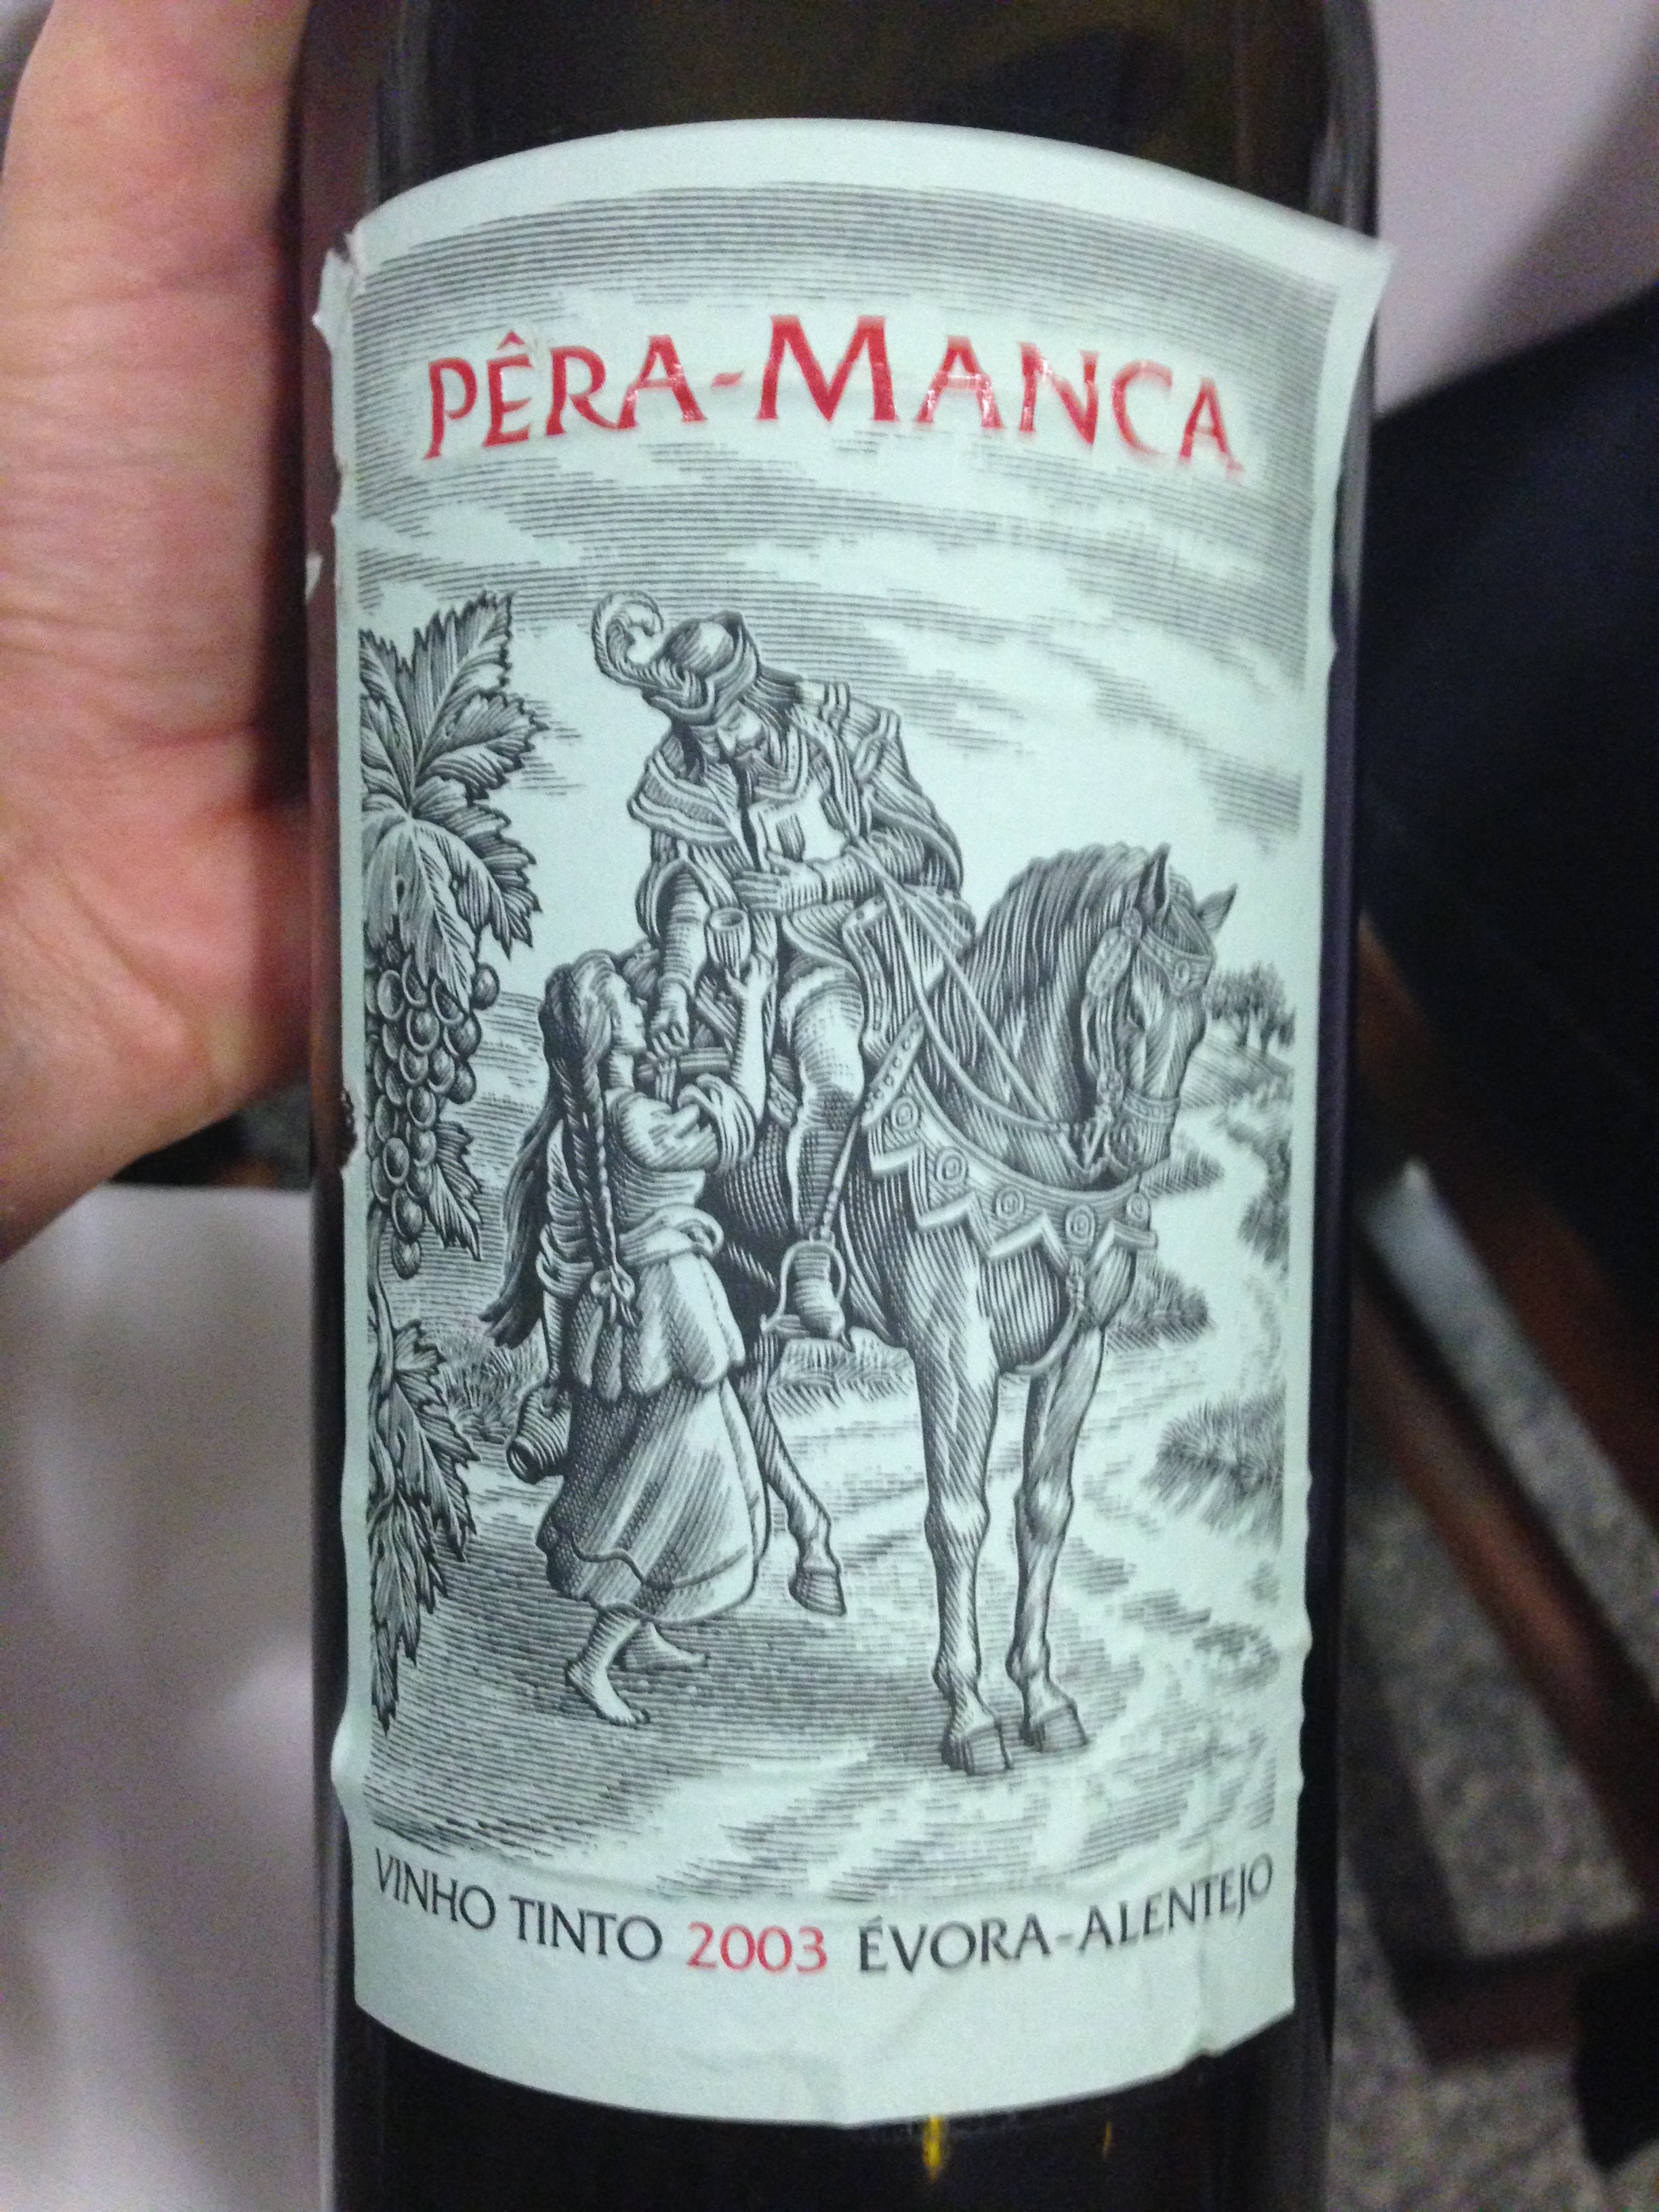 PÊRA-MANCA
VINHO TINTO 2003 ÉVORA-ALENTEJO